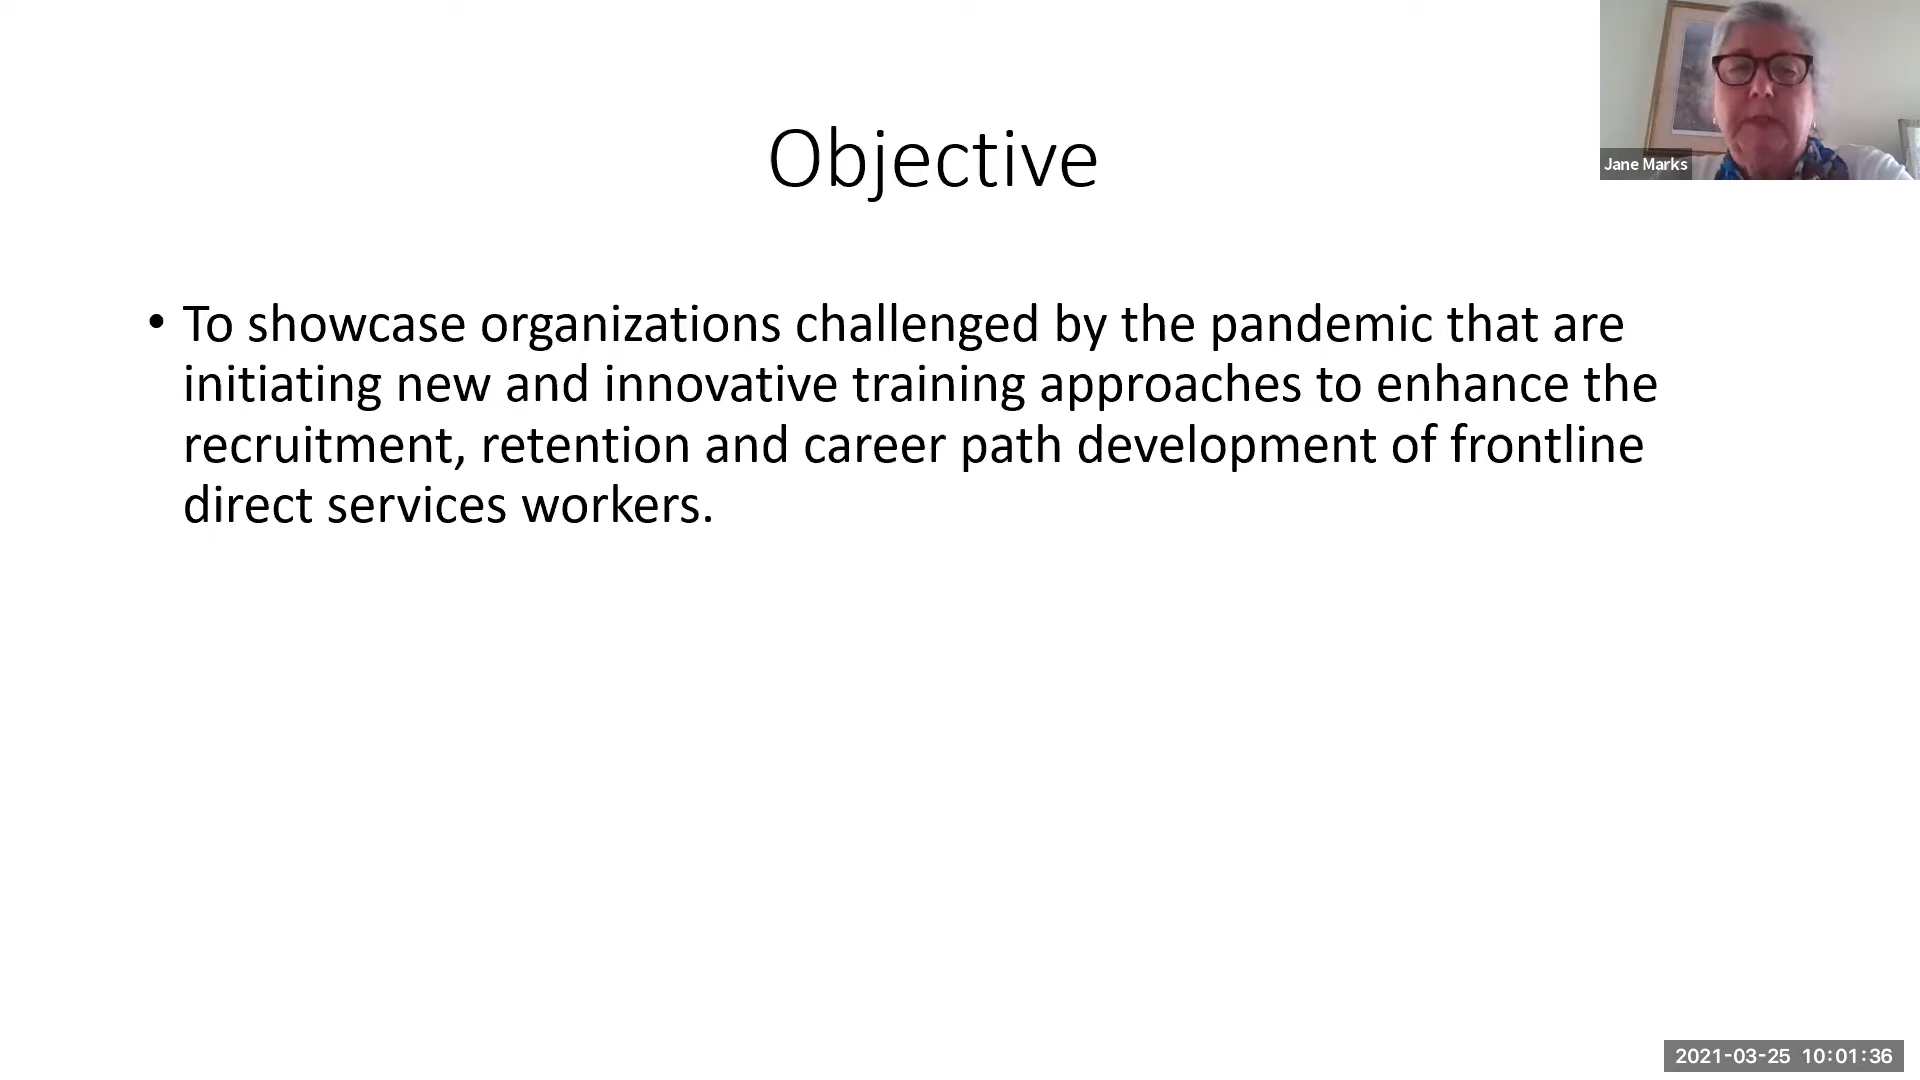 Objective
Jane Marks
• To showcase organizations challenged by the pandemic that are
initiating new and innovative training approaches to enhance the
recruitment, retention and career path development of frontline
direct services workers.
2021-03-25 10:01:36